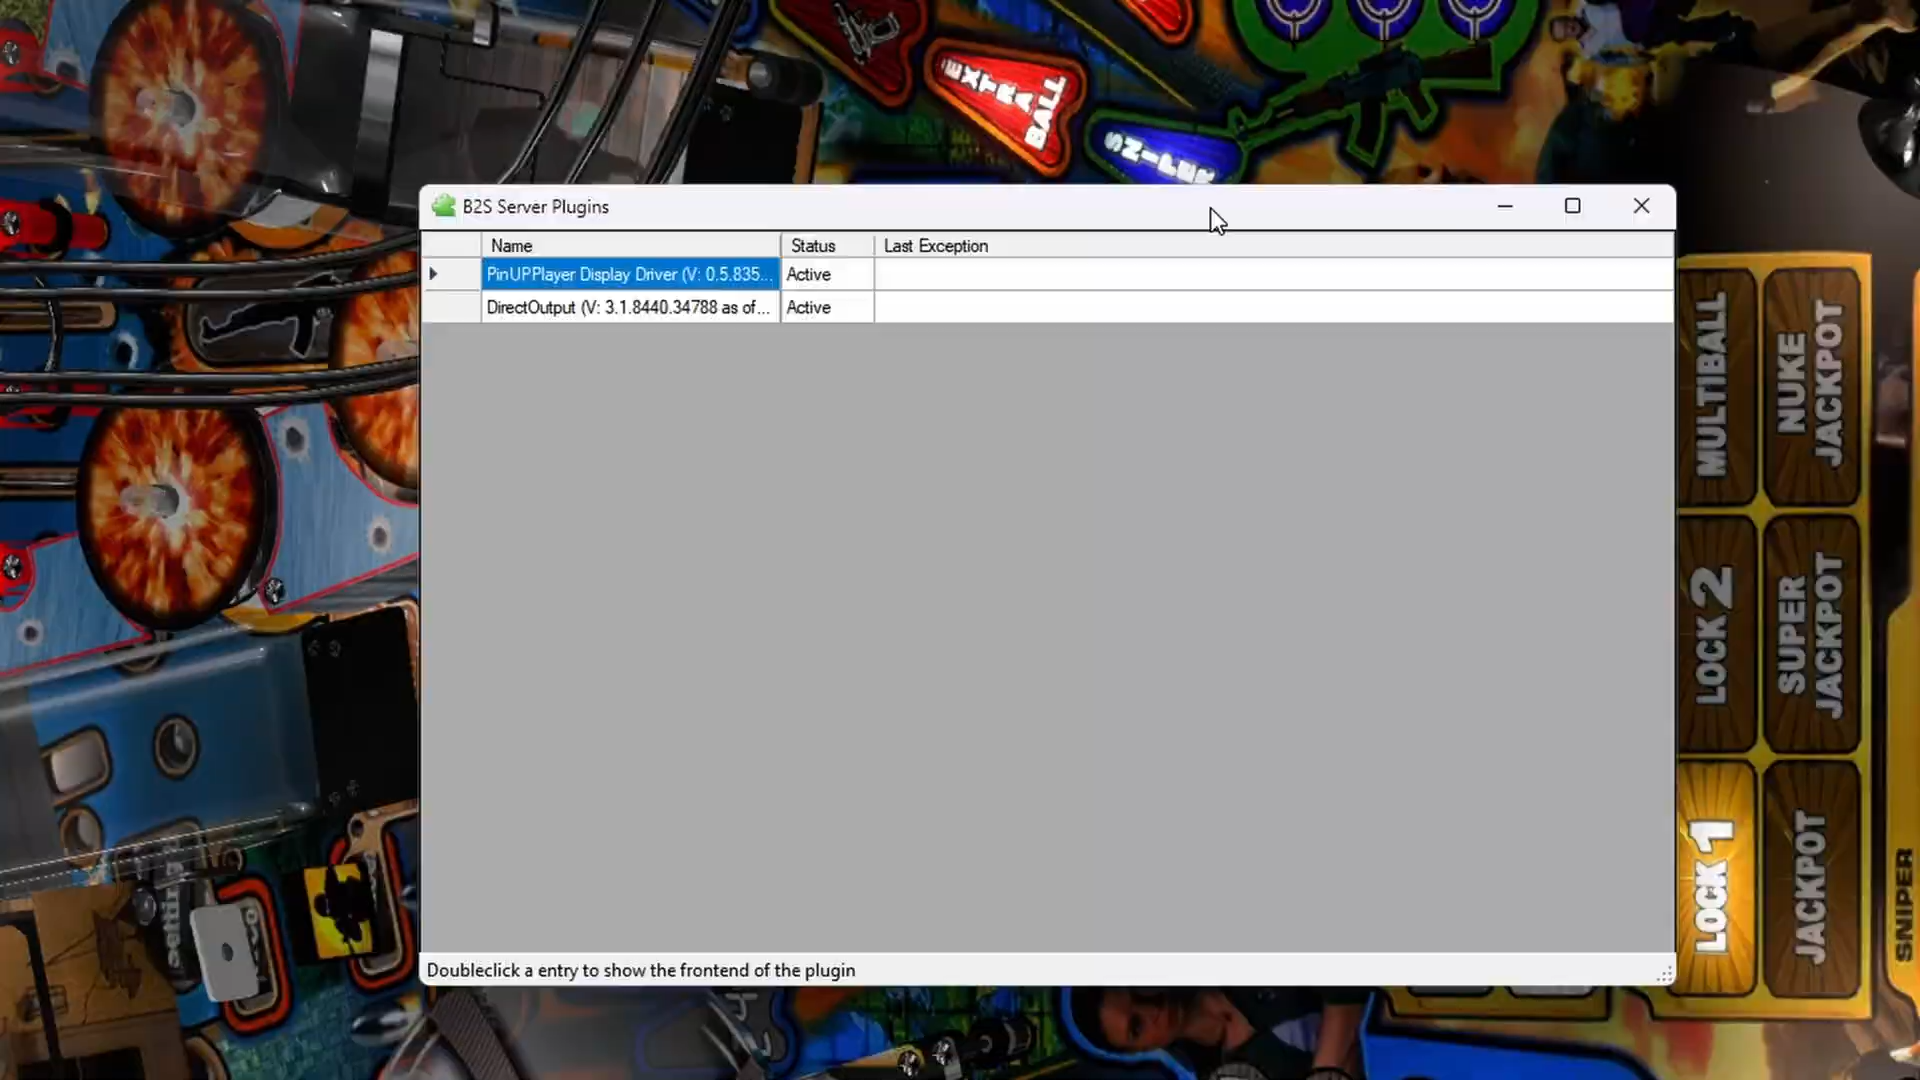 EXTRA
BALL
SNIPER
B2S Server Plugins
Name
Status
Last Exception
PinUPPlayer Display Driver (V: 0.5.835...
Active
DirectOutput (V: 3.1.8440.34788 as of...
Active
MULTIBALL
NUKE
JACKPOT
LOCK 2
SUPER
JACKPOT
LOCK 1
JACKPOT
SNIPER
Doubleclick a entry to show the frontend of the plugin